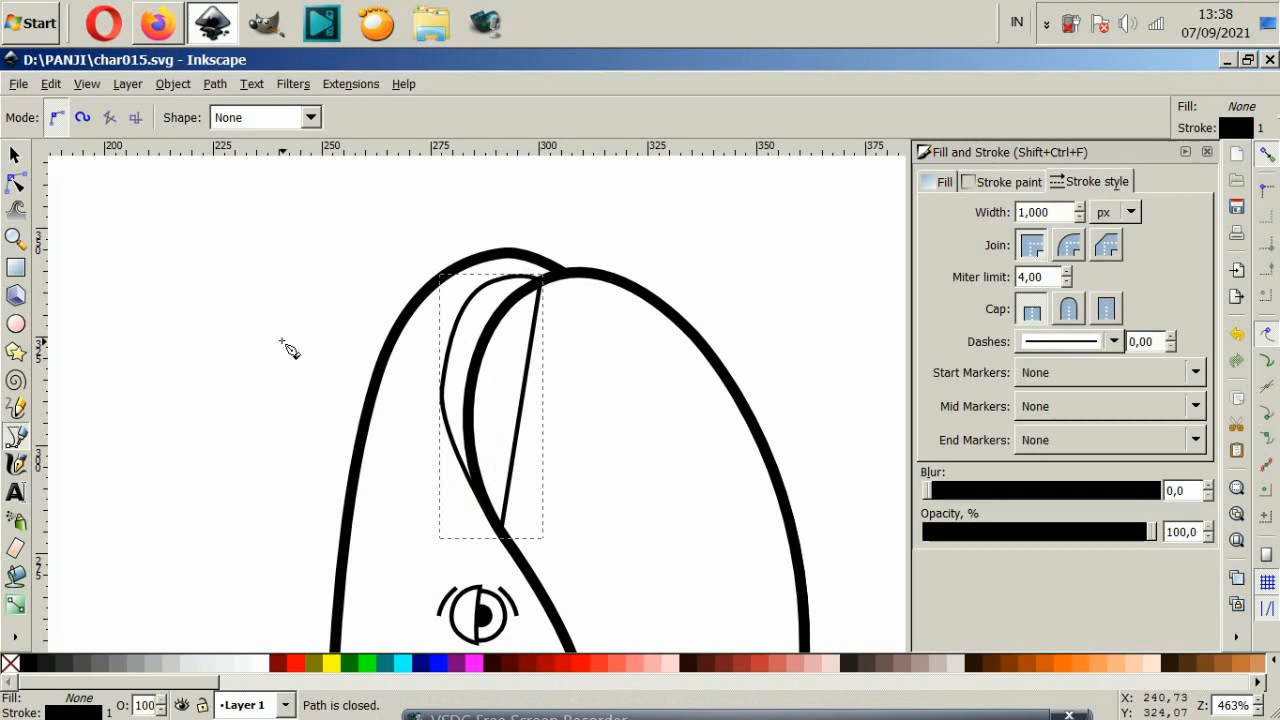 Start
IN
13:38
07/09/2021
D:\PANJI\char015.svg - Inkscape
File Edit View Layer Object Path Text Filters Extensions Help
Mode: Shape: None
Fill: None
Stroke: 1
200 225 275 300 325 350 375
Fill and Stroke (Shift+Ctrl+F)
Fill Stroke paint Stroke style
Width: 1,000 px
Join:
Miter limit: 4,00
Cap:
Dashes: 0,00
Start Markers: None
Mid Markers: None
End Markers: None
Blur:
0,0
Opacity, %
100,0
Fill: None
Stroke: 1
O: 100
•Layer 1
Path is closed.
X: 240,73
Y: 324,07
Z: 463%
VSDC Free Screen Recorder